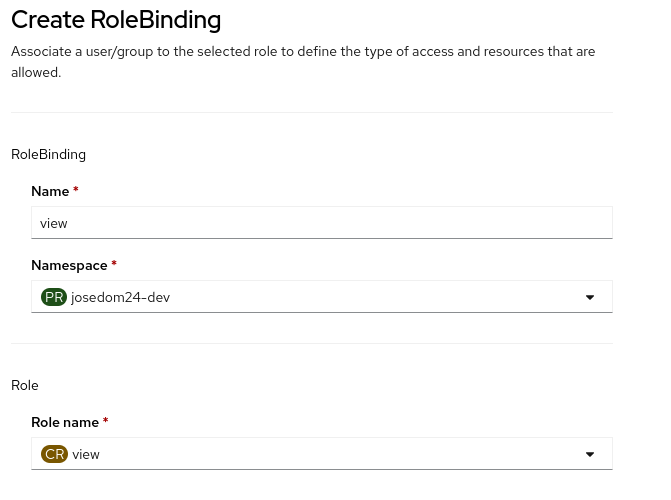 Create RoleBinding
Associate a user/group to the selected role to define the type of access and resources that are
allowed.
RoleBinding
Name *
view
Namespace *
PR josedom24-dev
Role
Role name *
CR view